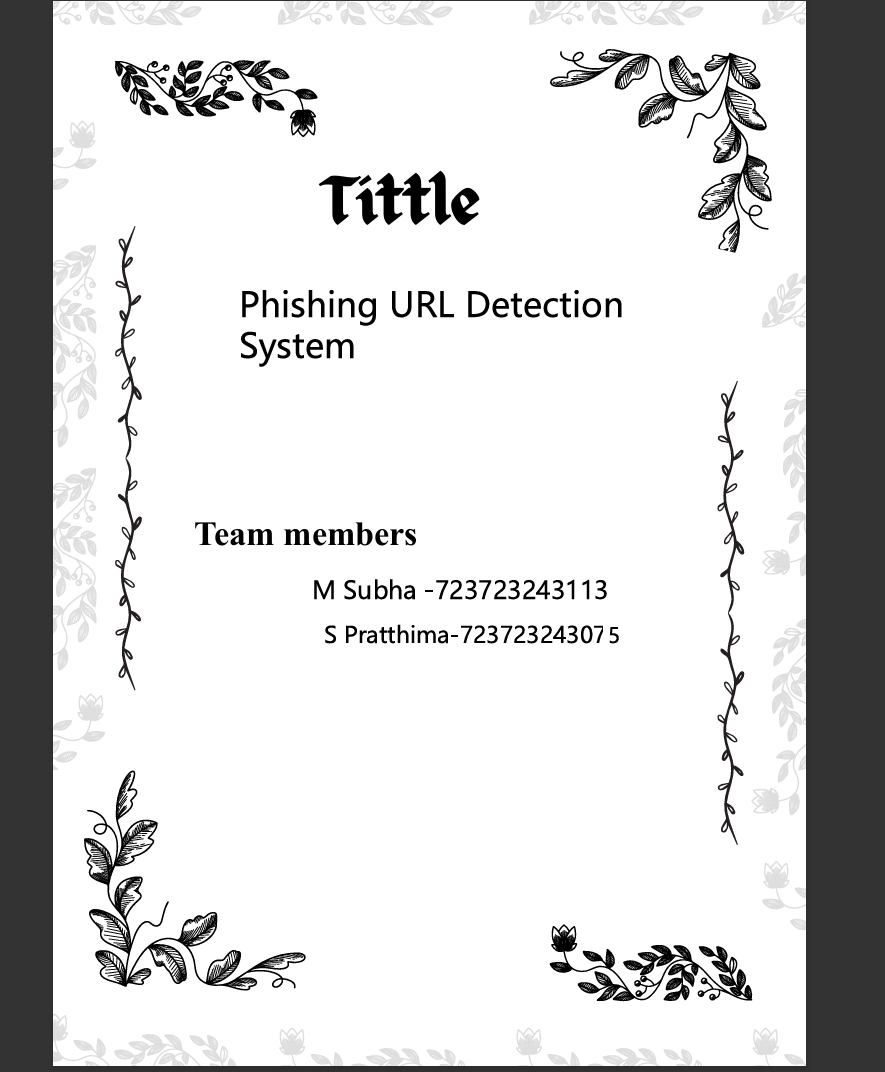 Tittle
Phishing URL Detection
System
Team members
M Subha -723723243113
S Pratthima-723723243075